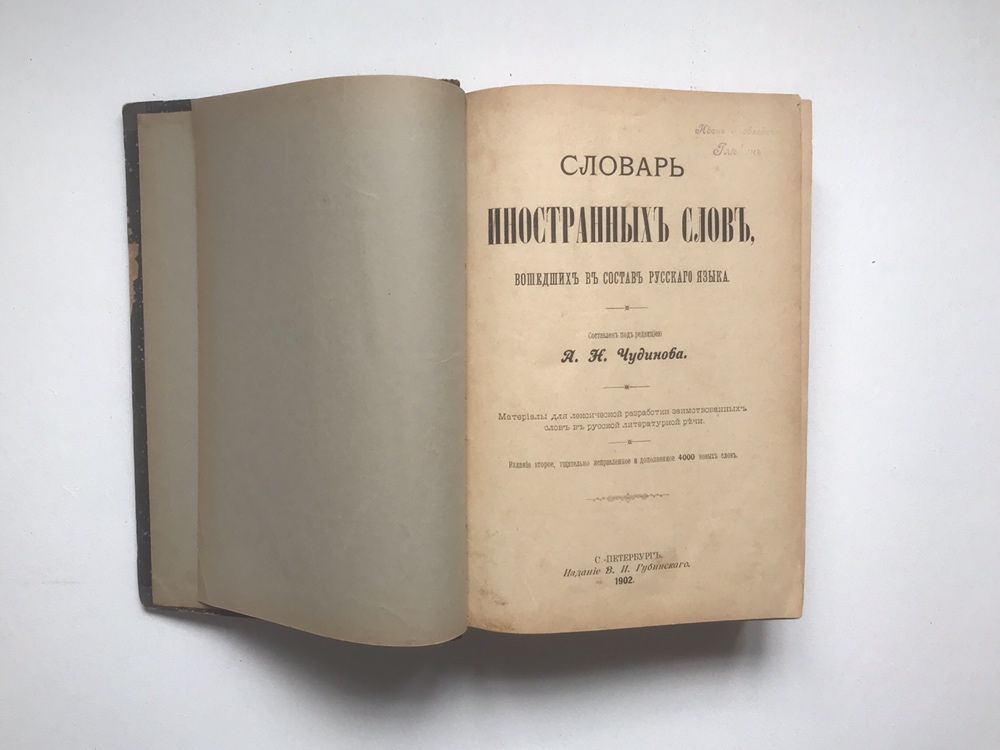 СЛОВАРЬ
ИНОСТРАННЫХЪ СЛОВЪ,
ВОШЕДШИХЪ ВЪ СОСТАВЪ РУССКАГО ЯЗЫКА.
Составленъ подъ редакціею
А. Н. Чудинова.
Матеріалы для лексической разработки заимствованныхъ
словъ въ русской литературной рѣчи.
Изданіе второе, тщательно исправленное и дополненное 4000 новыхъ словъ.
С.-ПЕТЕРБУРГЪ.
Изданіе В. И. Губинскаго.
1902.